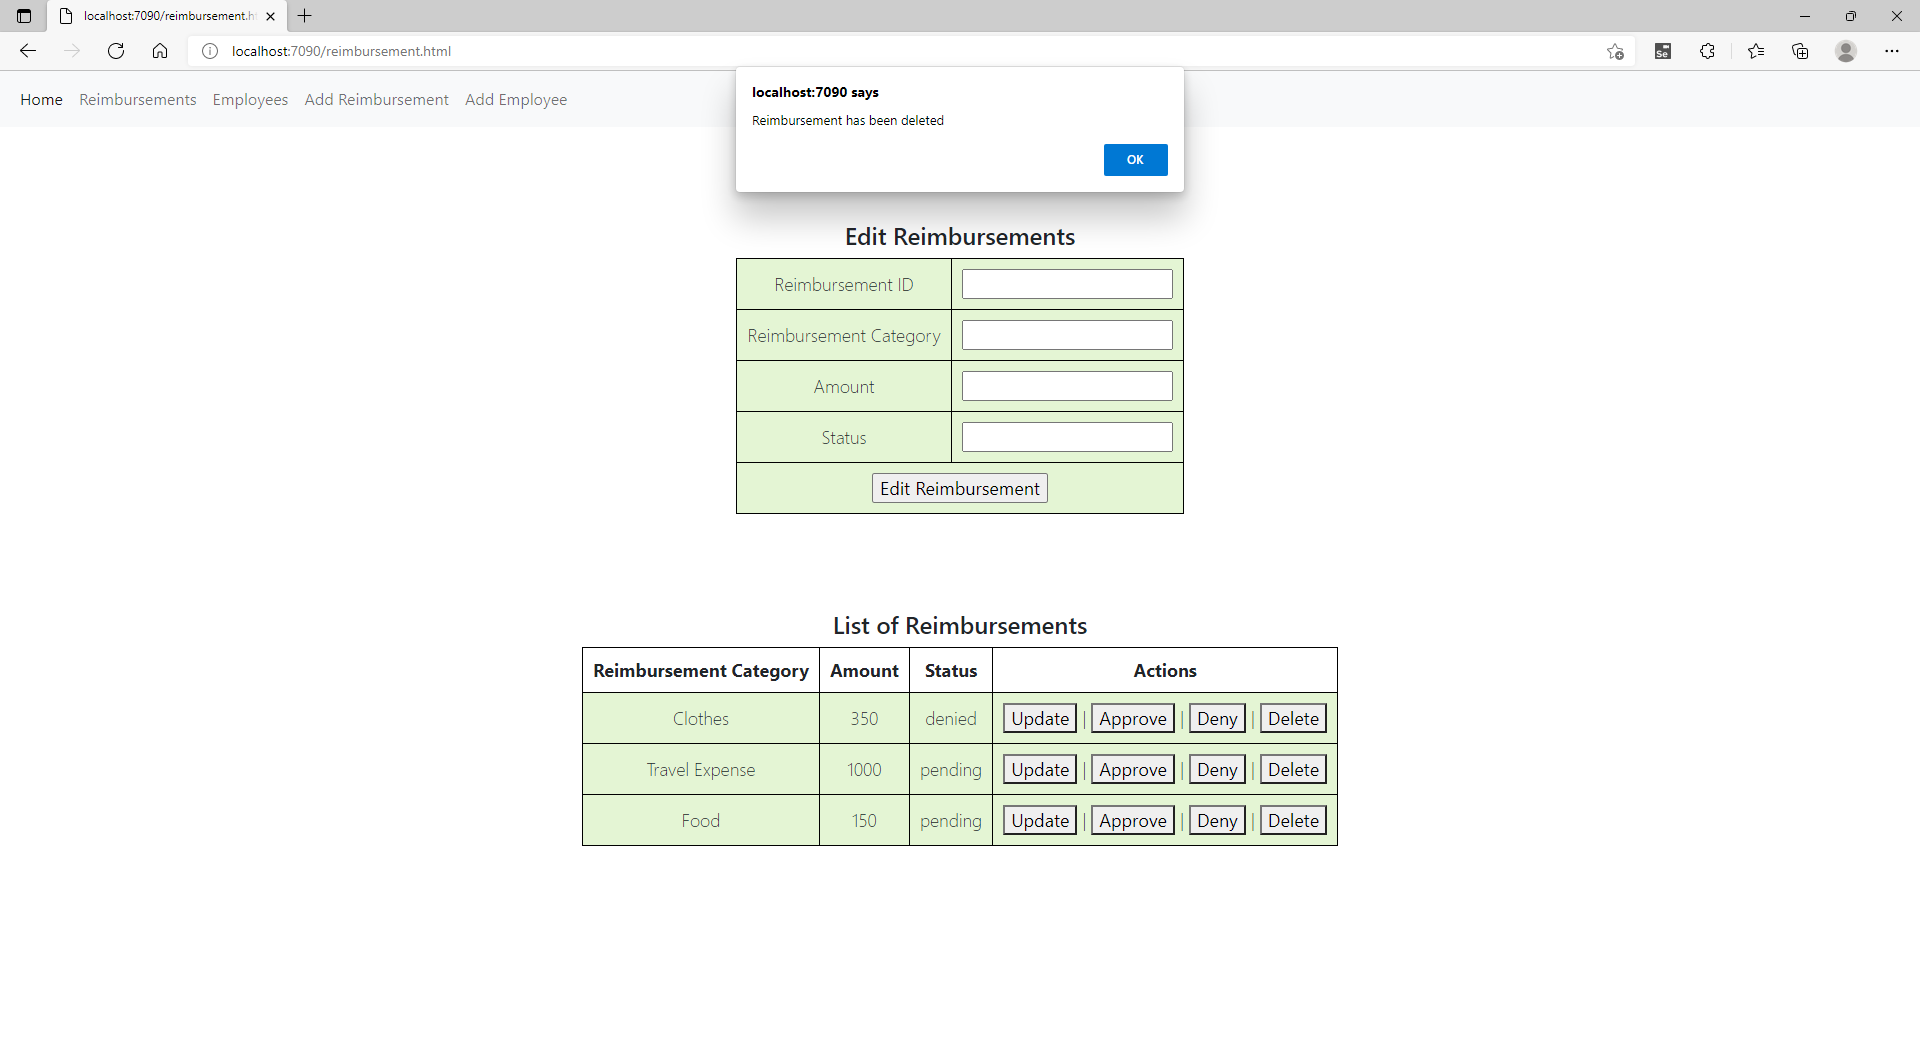 localhost:7090/reimbursement.h
localhost:7090/reimbursement.html
Se
Home Reimbursements Employees Add Reimbursement Add Employee
localhost:7090 says
Reimbursement has been deleted
OK
Edit Reimbursements
Reimbursement ID
Reimbursement Category
Amount
Status
Edit Reimbursement
List of Reimbursements
Reimbursement Category Amount Status Actions
Clothes 350 denied Update | Approve | Deny | Delete
Travel Expense 1000 pending Update | Approve | Deny | Delete
Food 150 pending Update | Approve | Deny | Delete